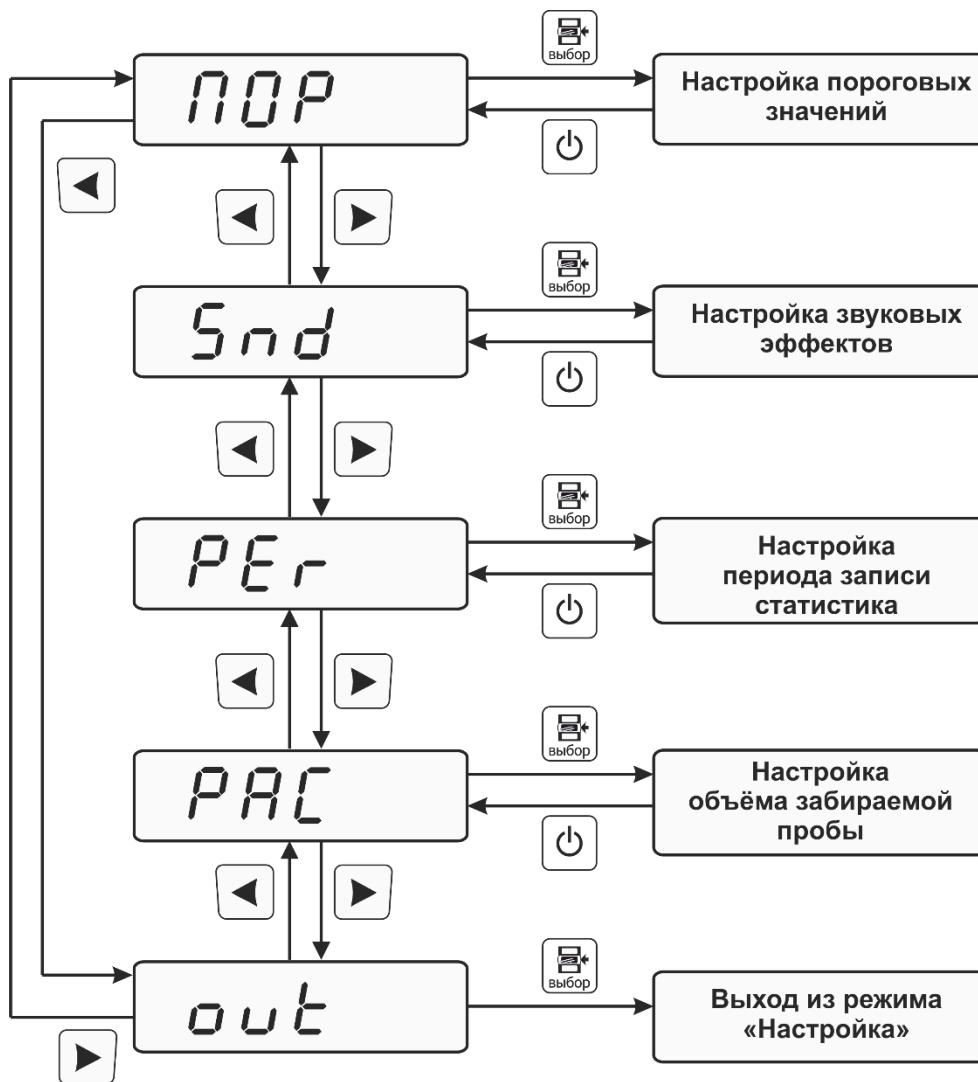 ПОР
выбор
Настройка пороговых
значений
Snd
выбор
Настройка звуковых
эффектов
PEr
выбор
Настройка
периода записи
статистика
PAC
выбор
Настройка
объёма забираемой
пробы
out
выбор
Выход из режима
«Настройка»